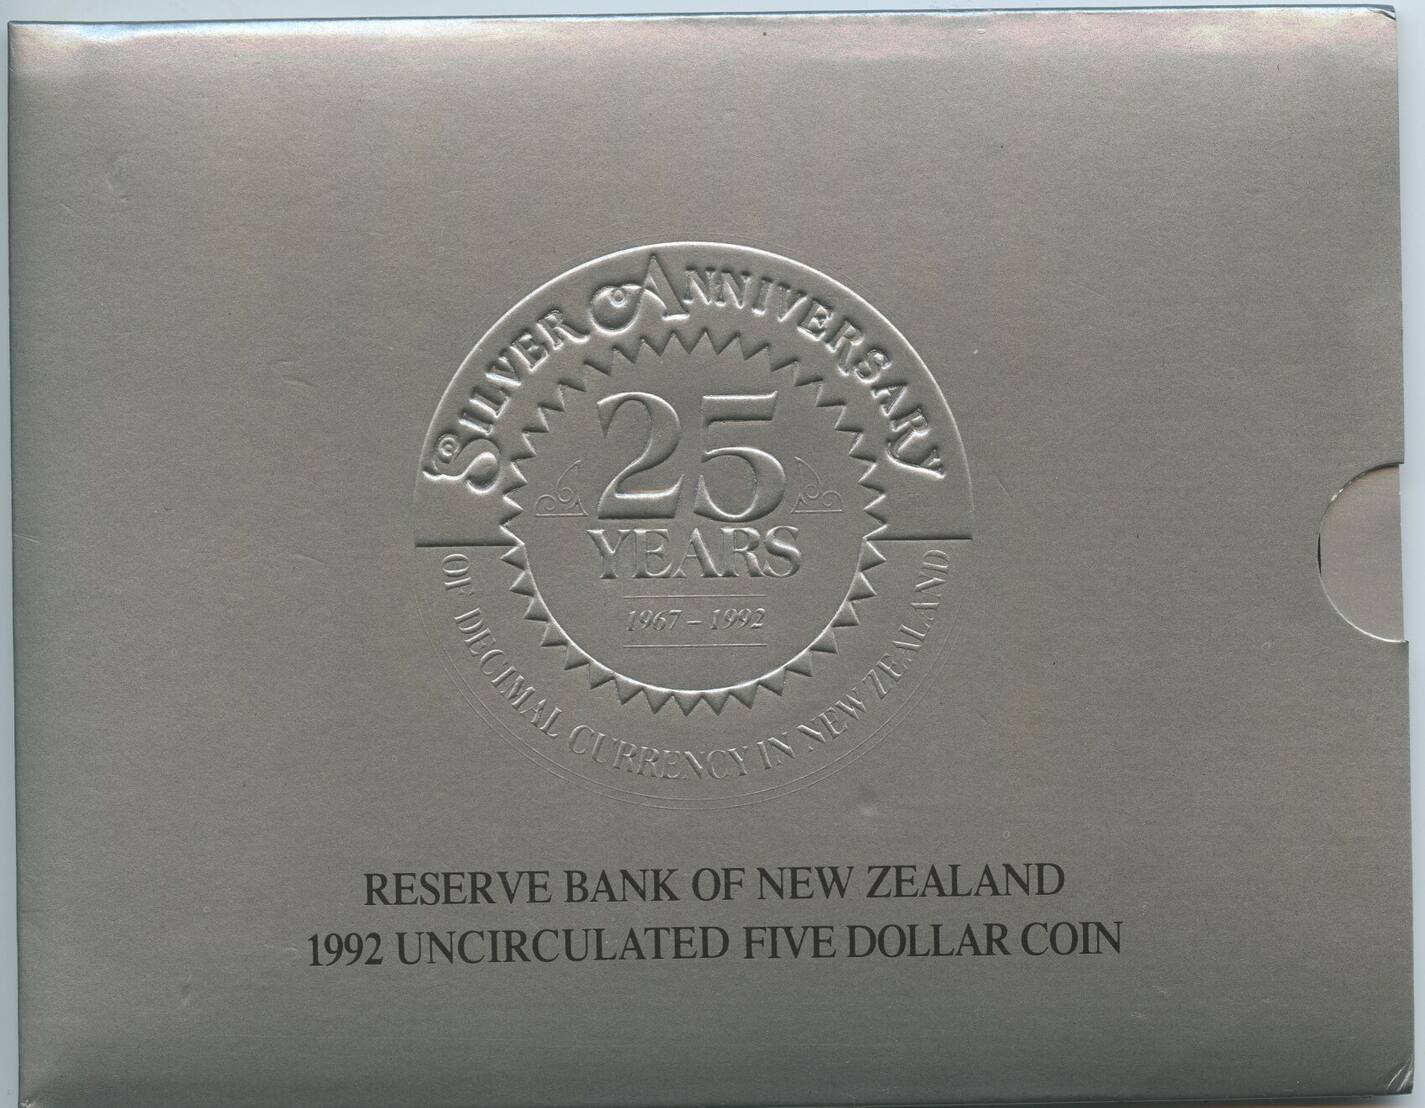 SILVER ANNIVERSARY
25
YEARS
1967 – 1992
OF DECIMAL CURRENCY IN NEW ZEALAND
RESERVE BANK OF NEW ZEALAND
1992 UNCIRCULATED FIVE DOLLAR COIN